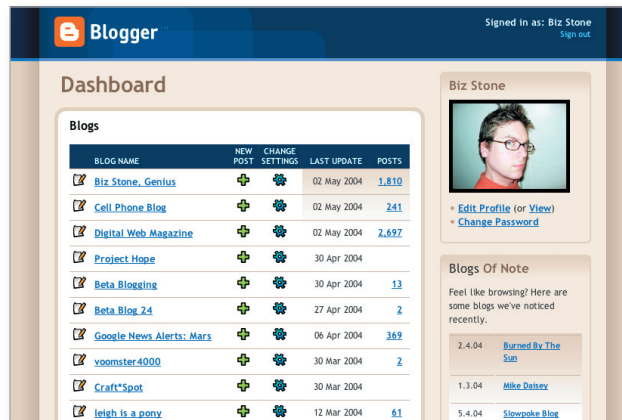 Blogger
Signed in as: Biz Stone
Sign out
Dashboard
Blogs
BLOG NAME NEW POST CHANGE SETTINGS LAST UPDATE POSTS
Biz Stone, Genius 02 May 2004 1,810
Cell Phone Blog 02 May 2004 241
Digital Web Magazine 02 May 2004 2,697
Project Hope 30 Apr 2004
Beta Blogging 30 Apr 2004 13
Beta Blog 24 27 Apr 2004 2
Google News Alerts: Mars 06 Apr 2004 369
voomster4000 30 Mar 2004 2
Craft*Spot 30 Mar 2004
leigh is a pony 12 Mar 2004 61
Biz Stone
Edit Profile (or View)
Change Password
Blogs Of Note
Feel like browsing? Here are
some blogs we've noticed
recently.
2.4.04 Burned By The
Sun
1.3.04 Mike Daisey
5.4.04 Slowpoke Blog